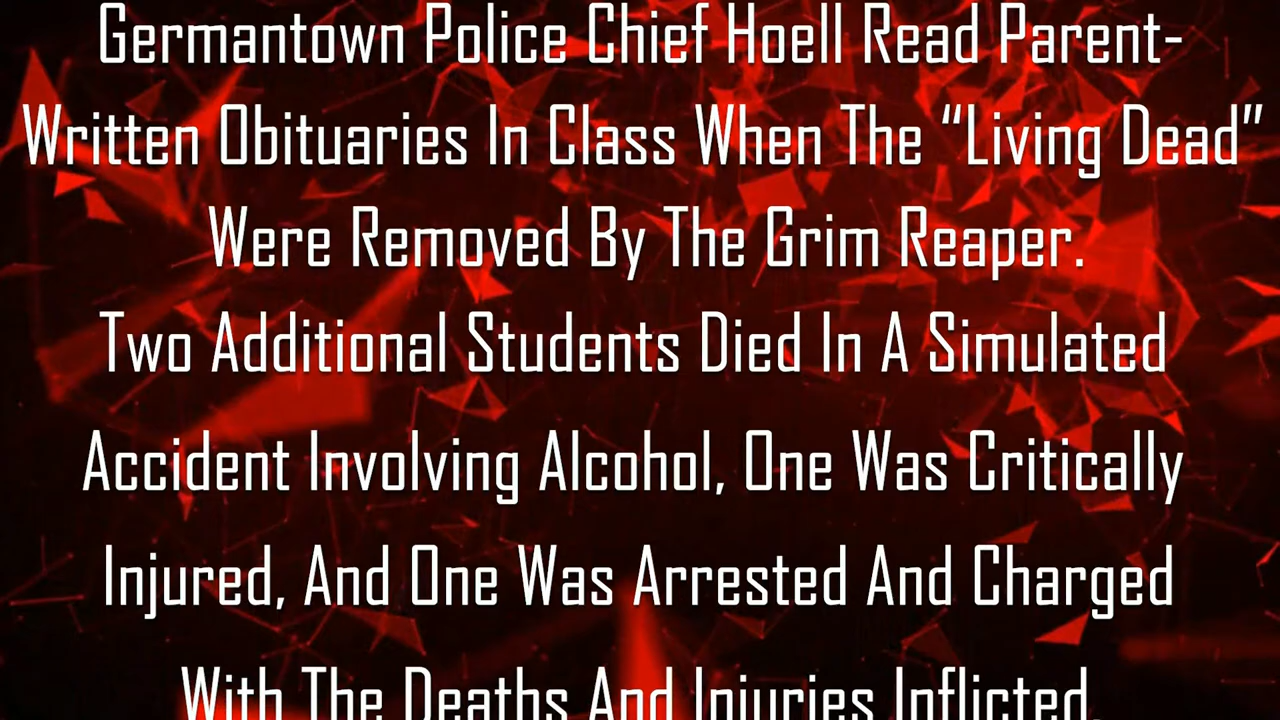 Germantown Police Chief Hoell Read Parent-
Written Obituaries In Class When The “Living Dead”
Were Removed By The Grim Reaper.
Two Additional Students Died In A Simulated
Accident Involving Alcohol, One Was Critically
Injured, And One Was Arrested And Charged
With The Deaths And Injuries Inflicted